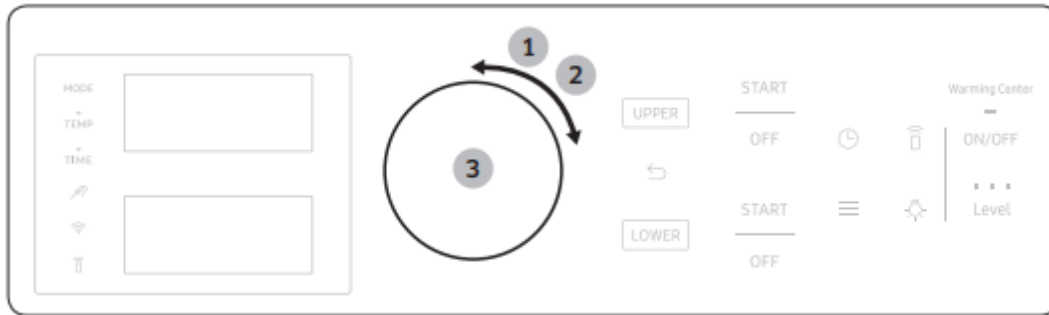 MODE
TEMP
TIME
1
2
3
UPPER
LOWER
START
OFF
START
OFF
Warming Center
ON/OFF
Level